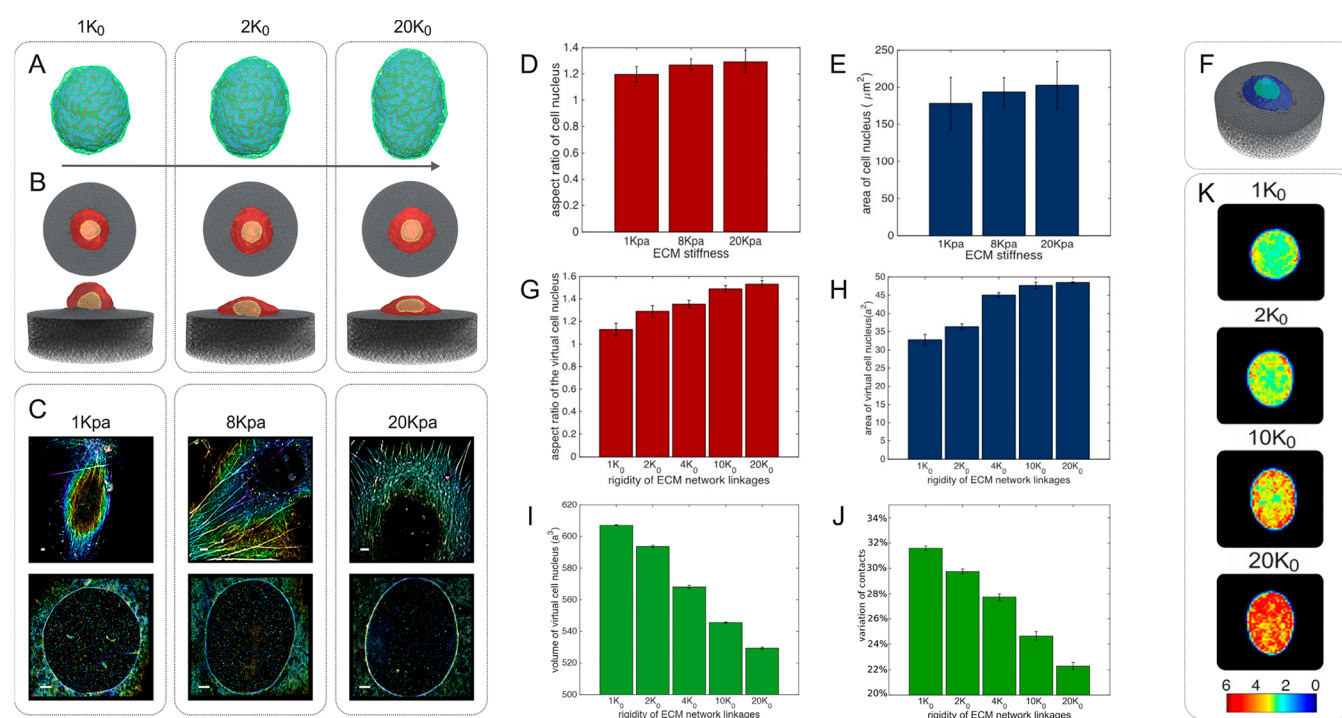 1K₀
2K₀
20K₀
A
B
C
1Kpa
8Kpa
20Kpa
D
aspect ratio of cell nucleus
1.4
1.2
1
0.8
0.6
0.4
0.2
0
1Kpa
8Kpa
20Kpa
ECM stiffness
E
area of cell nucleus ( μm²)
250
200
150
100
50
0
1Kpa
8Kpa
20Kpa
ECM stiffness
G
aspect ratio of the virtual cell nucleus
1.6
1.4
1.2
1
0.8
0.6
0.4
0.2
0
1K₀
2K₀
4K₀
10K₀
20K₀
rigidity of ECM network linkages
H
area of virtual cell nucleus(a²)
50
45
40
35
30
25
20
15
10
5
0
1K₀
2K₀
4K₀
10K₀
20K₀
rigidity of ECM network linkages
I
volume of virtual cell nucleus (a³)
620
600
580
560
540
520
500
1K₀
2K₀
4K₀
10K₀
20K₀
rigidity of ECM network linkages
J
variation of contacts
34%
32%
30%
28%
26%
24%
22%
20%
1K₀
2K₀
4K₀
10K₀
20K₀
rigidity of ECM network linkages
F
K
1K₀
2K₀
10K₀
20K₀
6
4
2
0